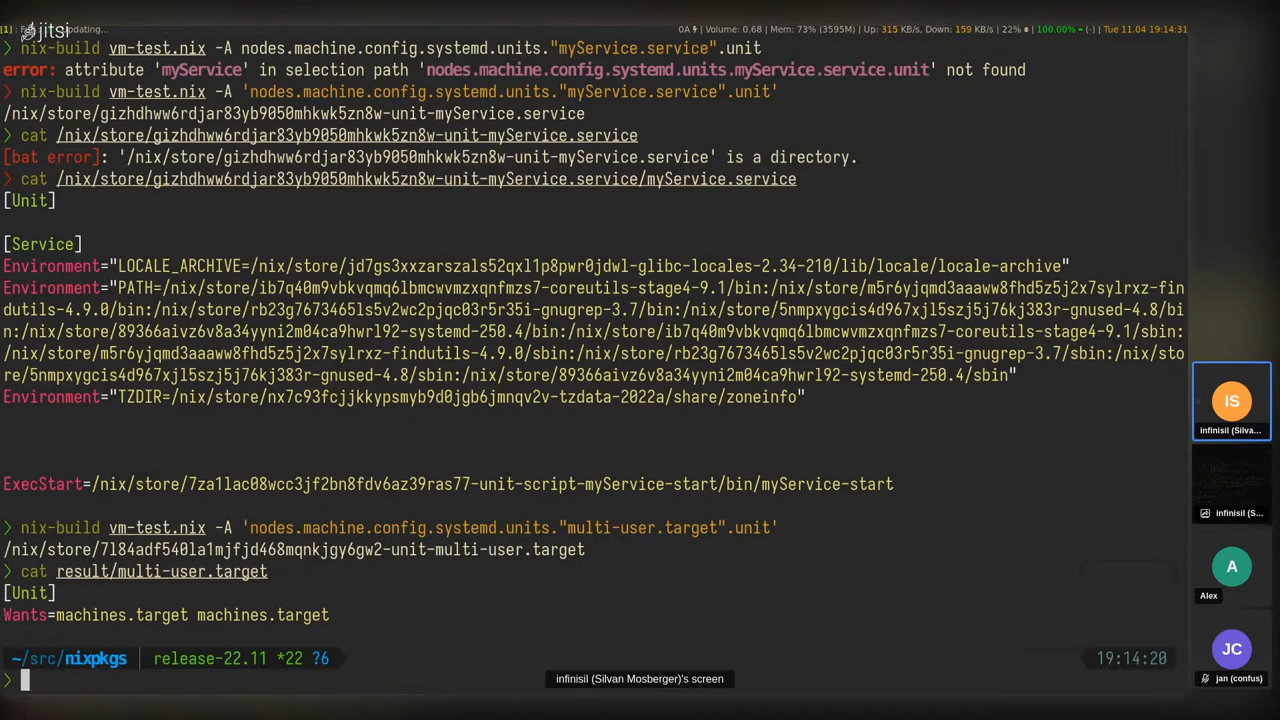 jitsi
[1] : F updating... 0A | Volume: 0.68 | Mem: 73% (3595M) | Up: 315 KB/s, Down: 159 KB/s | 22% | 100.00% ~ (-) | Tue 11.04 19:14:31
> nix-build vm-test.nix -A nodes.machine.config.systemd.units."myService.service".unit
error: attribute 'myService' in selection path 'nodes.machine.config.systemd.units.myService.service.unit' not found
> nix-build vm-test.nix -A 'nodes.machine.config.systemd.units."myService.service".unit'
/nix/store/gizhdhww6rdjar83yb9050mhkwk5zn8w-unit-myService.service
> cat /nix/store/gizhdhww6rdjar83yb9050mhkwk5zn8w-unit-myService.service
[bat error]: '/nix/store/gizhdhww6rdjar83yb9050mhkwk5zn8w-unit-myService.service' is a directory.
> cat /nix/store/gizhdhww6rdjar83yb9050mhkwk5zn8w-unit-myService.service/myService.service
[Unit]
[Service]
Environment="LOCALE_ARCHIVE=/nix/store/jd7gs3xxzarszals52qxl1p8pwr0jdwl-glibc-locales-2.34-210/lib/locale/locale-archive"
Environment="PATH=/nix/store/ib7q40m9vbkvqmq6lbmcwvmzxqnfmzs7-coreutils-stage4-9.1/bin:/nix/store/m5r6yjqmd3aaaww8fhd5z5j2x7sylrxz-fin
dutils-4.9.0/bin:/nix/store/rb23g7673465ls5v2wc2pjqc03r5r35i-gnugrep-3.7/bin:/nix/store/5nmpxygcis4d967xjl5szj5j76kj383r-gnused-4.8/bi
n:/nix/store/89366aivz6v8a34yyni2m04ca9hwrl92-systemd-250.4/bin:/nix/store/ib7q40m9vbkvqmq6lbmcwvmzxqnfmzs7-coreutils-stage4-9.1/sbin:
/nix/store/m5r6yjqmd3aaaww8fhd5z5j2x7sylrxz-findutils-4.9.0/sbin:/nix/store/rb23g7673465ls5v2wc2pjqc03r5r35i-gnugrep-3.7/sbin:/nix/sto
re/5nmpxygcis4d967xjl5szj5j76kj383r-gnused-4.8/sbin:/nix/store/89366aivz6v8a34yyni2m04ca9hwrl92-systemd-250.4/sbin"
Environment="TZDIR=/nix/store/nx7c93fcjjkkypsmyb9d0jgb6jmnqv2v-tzdata-2022a/share/zoneinfo"
ExecStart=/nix/store/7za1lac08wcc3jf2bn8fdv6az39ras77-unit-script-myService-start/bin/myService-start
> nix-build vm-test.nix -A 'nodes.machine.config.systemd.units."multi-user.target".unit'
/nix/store/7l84adf540la1mjfjd468mqnkjgy6gw2-unit-multi-user.target
> cat result/multi-user.target
[Unit]
Wants=machines.target machines.target
~/src/nixpkgs | release-22.11 *22 ?6 19:14:20
>
infinisil (Silvan Mosberger)'s screen
IS
infinisil (Silva...
infinisil (S...
A
Alex
JC
jan (confus)